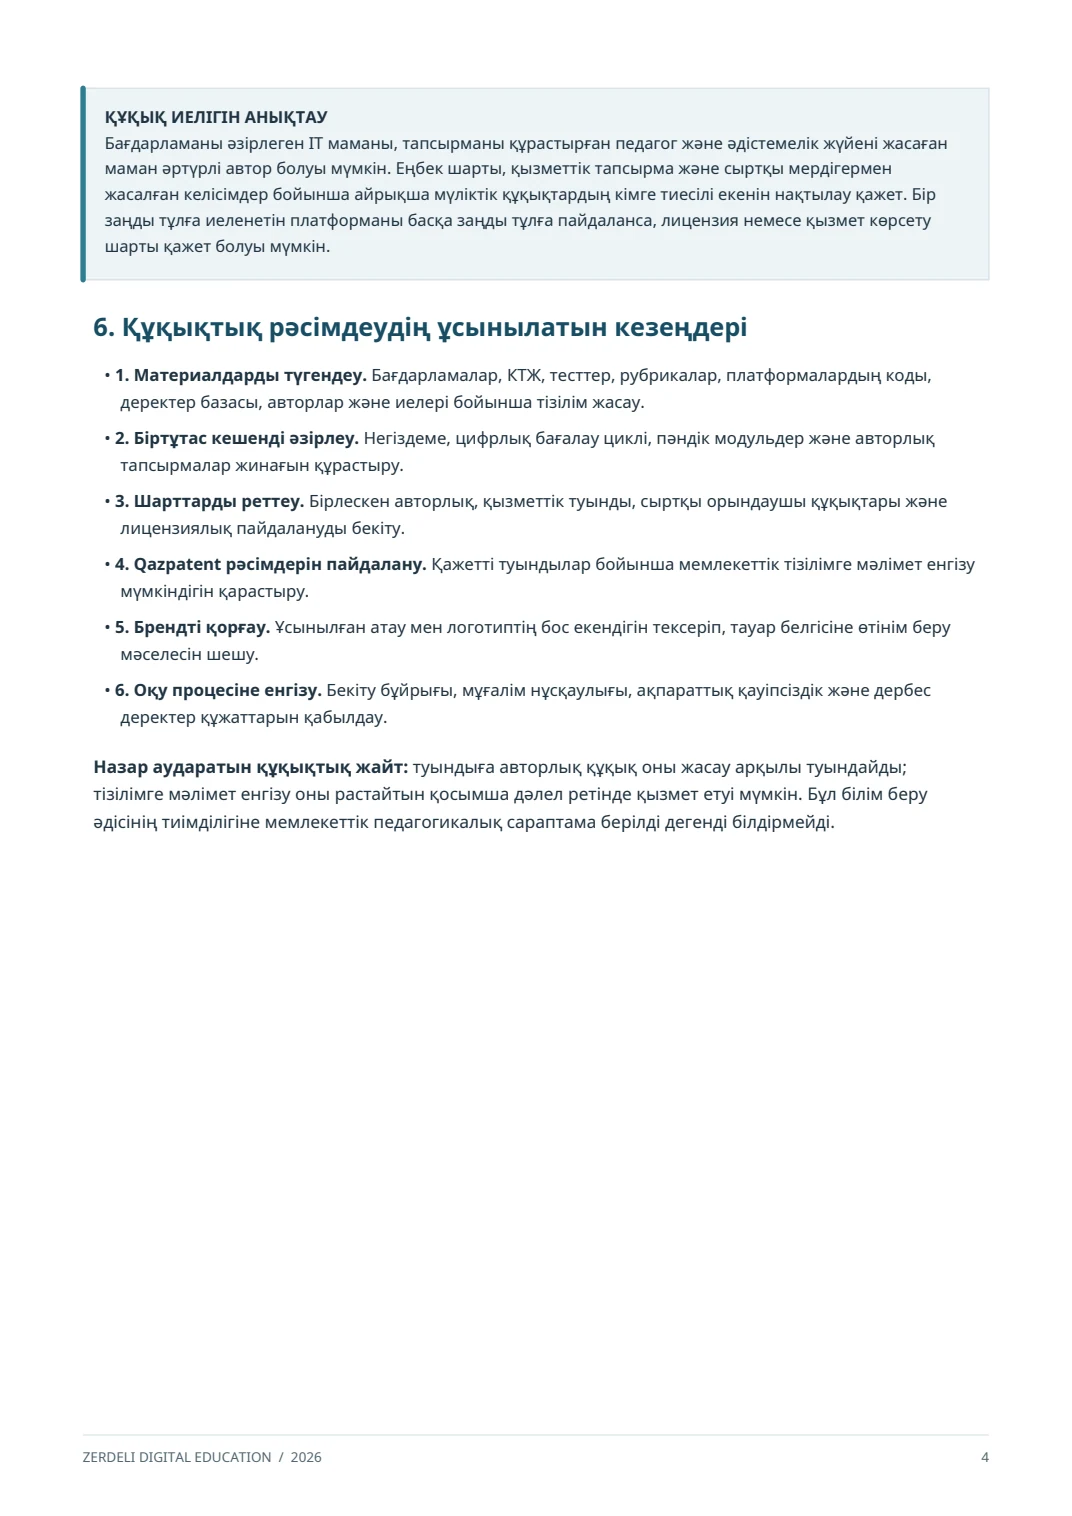 ҚҰҚЫҚ ИЕЛІГІН АНЫҚТАУ
Бағдарламаны әзірлеген IT маманы, тапсырманы құрастырған педагог және әдістемелік жүйені жасаған
маман әртүрлі автор болуы мүмкін. Еңбек шарты, қызметтік тапсырма және сыртқы мердігермен
жасалған келісімдер бойынша айрықша мүліктік құқықтардың кімге тиесілі екенін нақтылау қажет. Бір
заңды тұлға иеленетін платформаны басқа заңды тұлға пайдаланса, лицензия немесе қызмет көрсету
шарты қажет болуы мүмкін.
6. Құқықтық рәсімдеудің ұсынылатын кезеңдері
• 1. Материалдарды түгендеу. Бағдарламалар, КТЖ, тесттер, рубрикалар, платформалардың коды,
деректер базасы, авторлар және иелері бойынша тізілім жасау.
• 2. Біртұтас кешенді әзірлеу. Негіздеме, цифрлық бағалау циклі, пәндік модульдер және авторлық
тапсырмалар жинағын құрастыру.
• 3. Шарттарды реттеу. Бірлескен авторлық, қызметтік туынды, сыртқы орындаушы құқықтары және
лицензиялық пайдалануды бекіту.
• 4. Qazpatent рәсімдерін пайдалану. Қажетті туындылар бойынша мемлекеттік тізілімге мәлімет енгізу
мүмкіндігін қарастыру.
• 5. Брендті қорғау. Ұсынылған атау мен логотиптің бос екендігін тексеріп, тауар белгісіне өтінім беру
мәселесін шешу.
• 6. Оқу процесіне енгізу. Бекіту бұйрығы, мұғалім нұсқаулығы, ақпараттық қауіпсіздік және дербес
деректер құжаттарын қабылдау.
Назар аударатын құқықтық жайт: туындыға авторлық құқық оны жасау арқылы туындайды;
тізілімге мәлімет енгізу оны растайтын қосымша дәлел ретінде қызмет етуі мүмкін. Бұл білім беру
әдісінің тиімділігіне мемлекеттік педагогикалық сараптама берілді дегенді білдірмейді.
ZERDELI DIGITAL EDUCATION / 2026
4